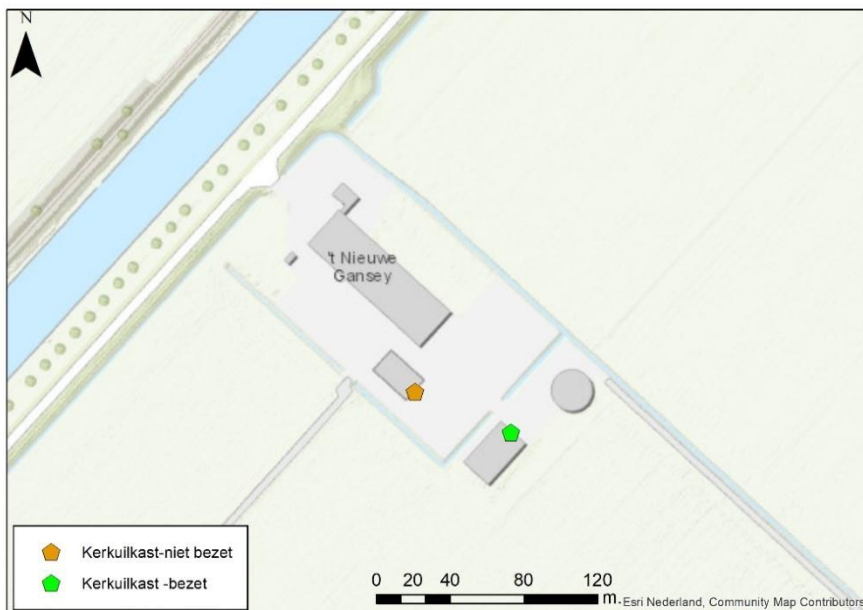 N
't Nieuwe
Gansey
Kerkuilkast-niet bezet
Kerkuilkast -bezet
0 20 40 80 120
m.
Esri Nederland, Community Map Contributors